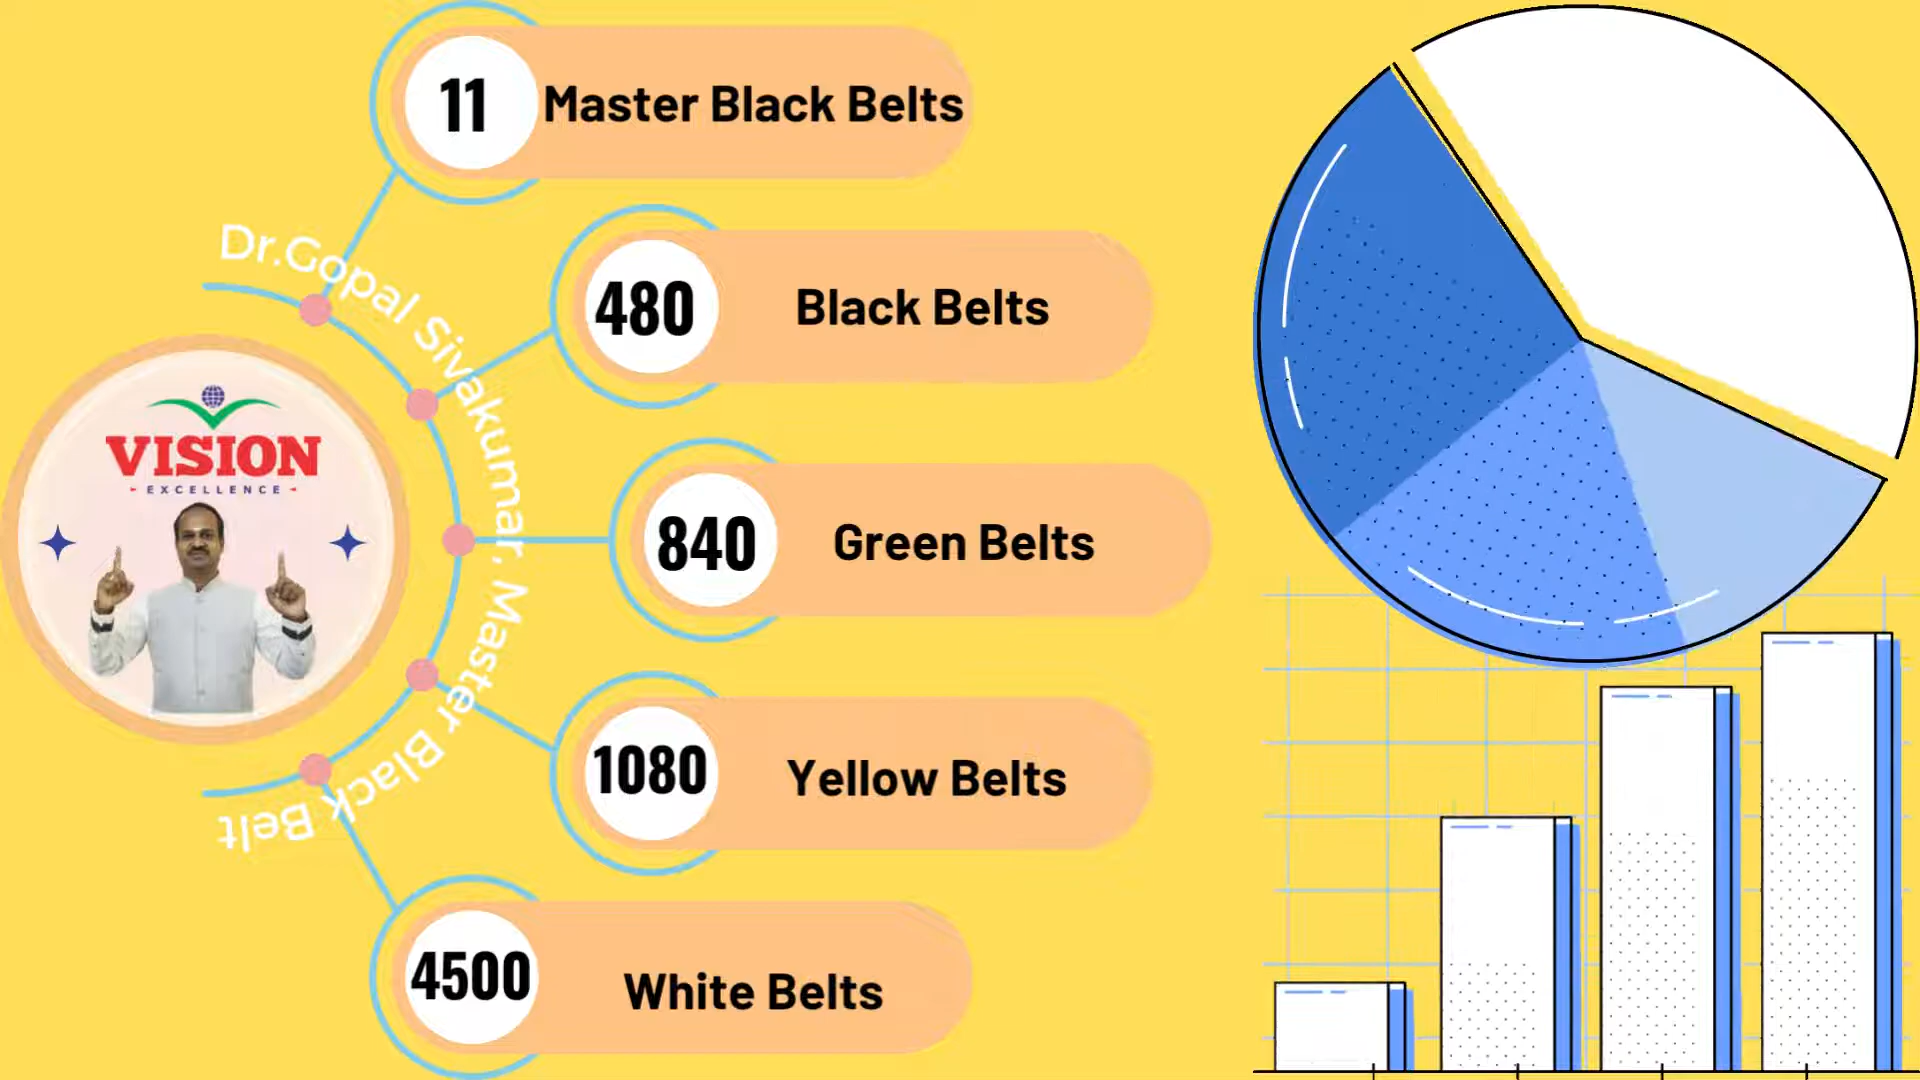 11 Master Black Belts
480 Black Belts
840 Green Belts
1080 Yellow Belts
4500 White Belts
Dr.Gopal Sivakumar, Master Black Belt
VISION
- EXCELLENCE -